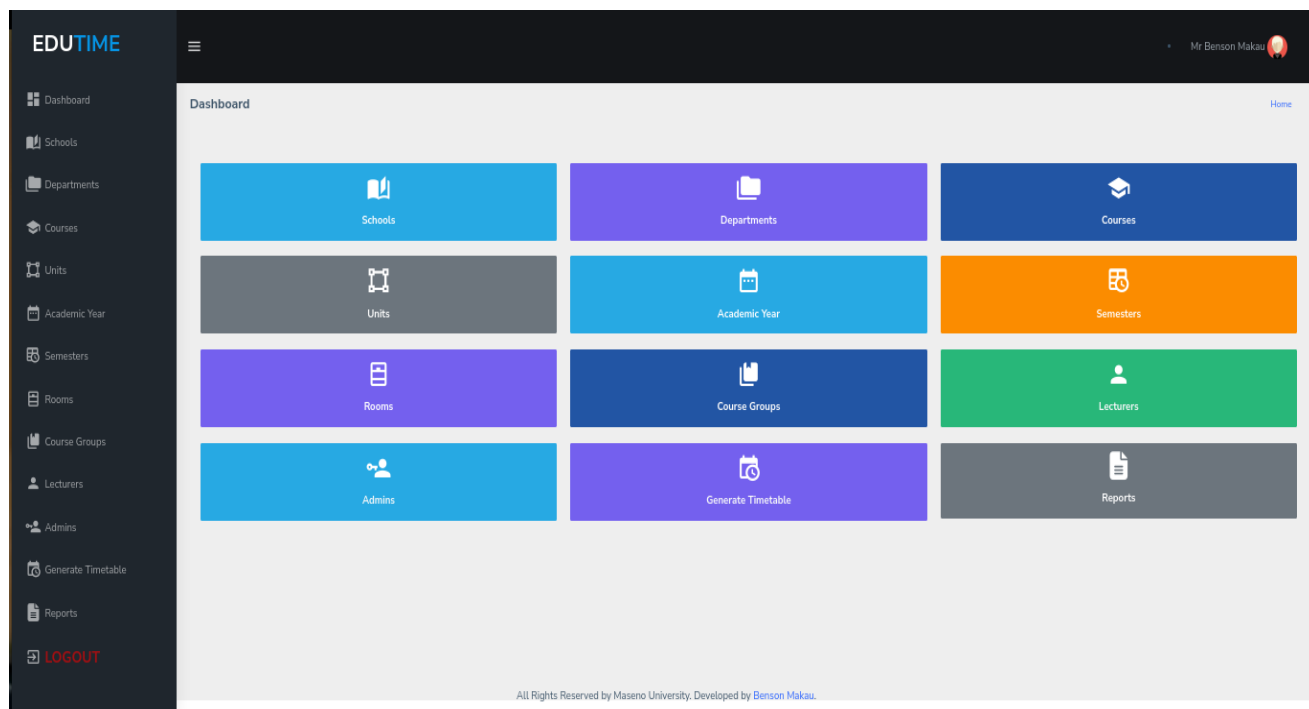 EDUTIME
Mr Benson Makau
Dashboard
Schools
Departments
Courses
Units
Academic Year
Semesters
Rooms
Course Groups
Lecturers
Admins
Generate Timetable
Reports
LOGOUT
Dashboard
Home
Schools
Departments
Courses
Units
Academic Year
Semesters
Rooms
Course Groups
Lecturers
Admins
Generate Timetable
Reports
All Rights Reserved by Maseno University. Developed by Benson Makau.